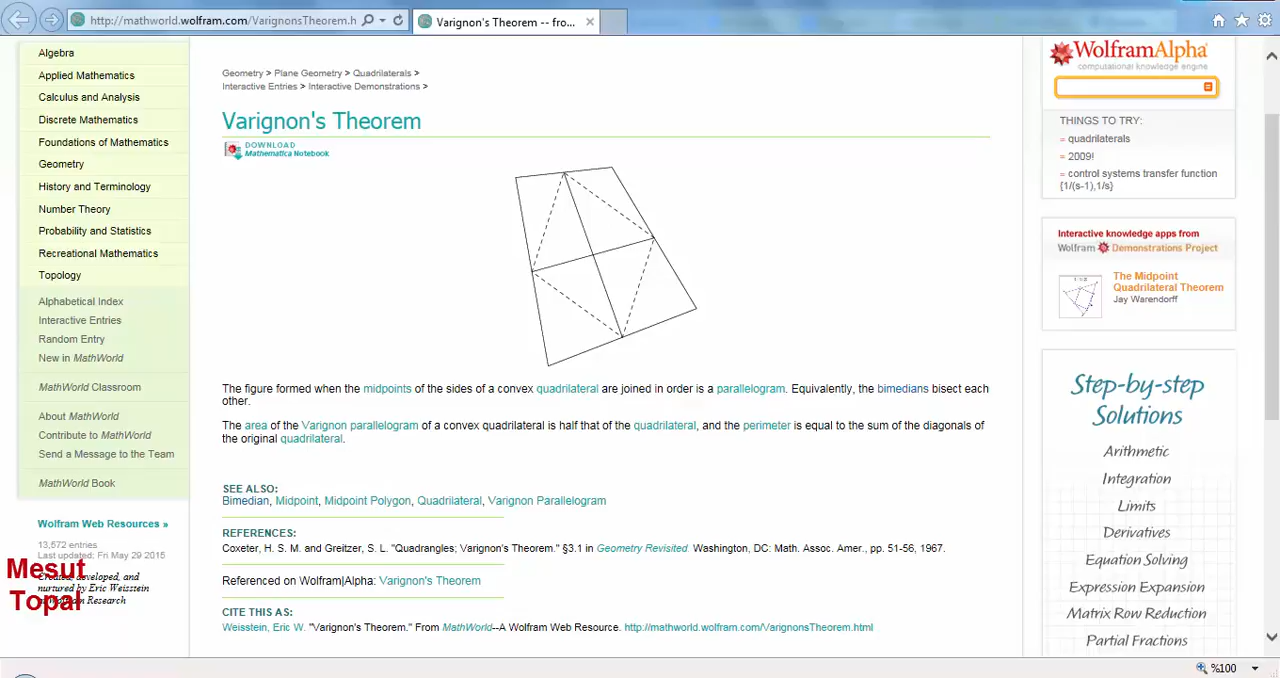 http://mathworld.wolfram.com/VarignonsTheorem.h
Varignon's Theorem -- fro...
Algebra
Applied Mathematics
Calculus and Analysis
Discrete Mathematics
Foundations of Mathematics
Geometry
History and Terminology
Number Theory
Probability and Statistics
Recreational Mathematics
Topology
Alphabetical Index
Interactive Entries
Random Entry
New in MathWorld
MathWorld Classroom
About MathWorld
Contribute to MathWorld
Send a Message to the Team
MathWorld Book
Wolfram Web Resources »
13,572 entries
Last updated: Fri May 29 2015
Created, developed, and
nurtured by Eric Weisstein
at Wolfram Research
Mesut
Topal
Geometry > Plane Geometry > Quadrilaterals >
Interactive Entries > Interactive Demonstrations >
Varignon's Theorem
DOWNLOAD
Mathematica Notebook
The figure formed when the midpoints of the sides of a convex quadrilateral are joined in order is a parallelogram. Equivalently, the bimedians bisect each
other.
The area of the Varignon parallelogram of a convex quadrilateral is half that of the quadrilateral, and the perimeter is equal to the sum of the diagonals of
the original quadrilateral.
SEE ALSO:
Bimedian, Midpoint, Midpoint Polygon, Quadrilateral, Varignon Parallelogram
REFERENCES:
Coxeter, H. S. M. and Greitzer, S. L. "Quadrangles; Varignon's Theorem." §3.1 in Geometry Revisited. Washington, DC: Math. Assoc. Amer., pp. 51-56, 1967.
Referenced on Wolfram|Alpha: Varignon's Theorem
CITE THIS AS:
Weisstein, Eric W. "Varignon's Theorem." From MathWorld--A Wolfram Web Resource. http://mathworld.wolfram.com/VarignonsTheorem.html
WolframAlpha
computational knowledge engine
THINGS TO TRY:
= quadrilaterals
= 2009!
= control systems transfer function
{1/(s-1),1/s}
Interactive knowledge apps from
Wolfram Demonstrations Project
The Midpoint
Quadrilateral Theorem
Jay Warendorff
Step-by-step
Solutions
Arithmetic
Integration
Limits
Derivatives
Equation Solving
Expression Expansion
Matrix Row Reduction
Partial Fractions
%100